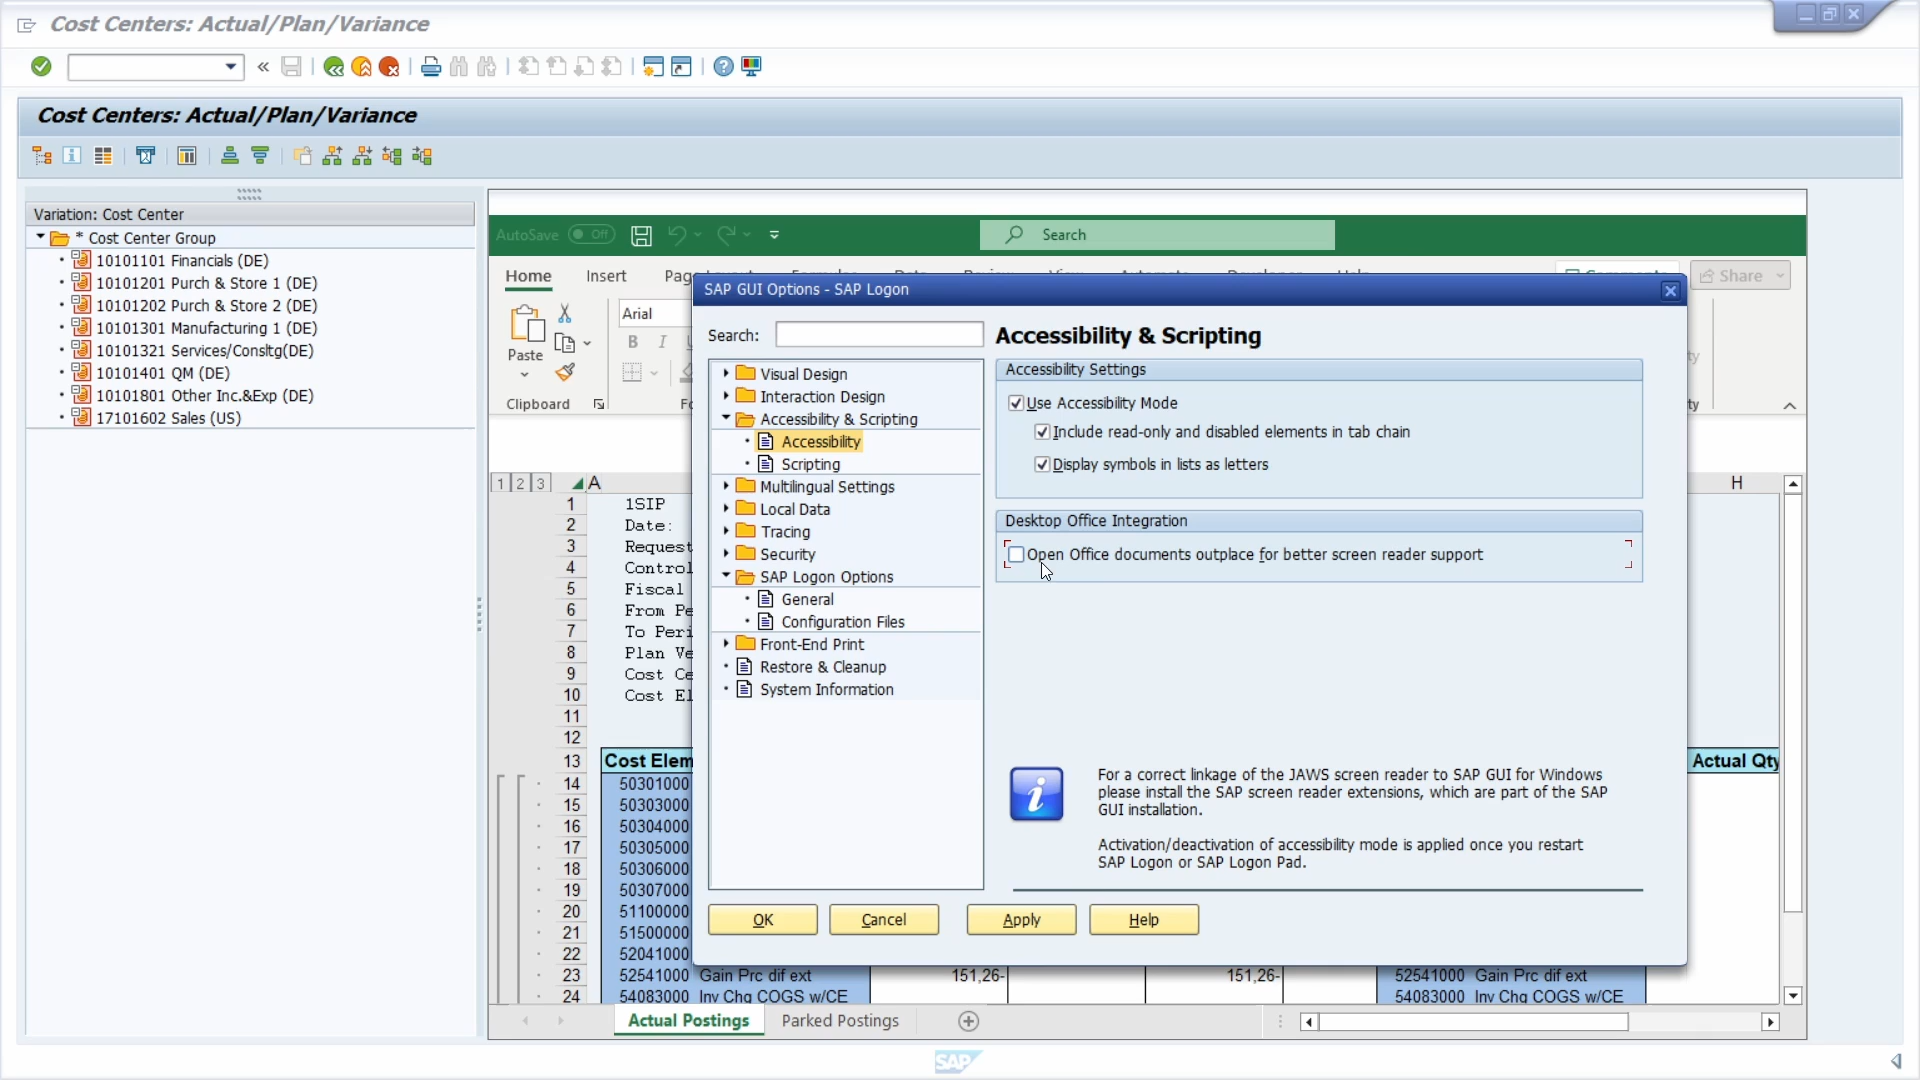 Cost Centers: Actual/Plan/Variance
Cost Centers: Actual/Plan/Variance
Variation: Cost Center
* Cost Center Group
10101101 Financials (DE)
10101201 Purch & Store 1 (DE)
10101202 Purch & Store 2 (DE)
10101301 Manufacturing 1 (DE)
10101321 Services/Consltg(DE)
10101401 QM (DE)
10101801 Other Inc.&Exp (DE)
17101602 Sales (US)
AutoSave Off Search
Home Insert
Share
Paste
Arial
B I
Clipboard
SAP GUI Options - SAP Logon
Search:
Visual Design
Interaction Design
Accessibility & Scripting
Accessibility
Scripting
Multilingual Settings
Local Data
Tracing
Security
SAP Logon Options
General
Configuration Files
Front-End Print
Restore & Cleanup
System Information
Accessibility & Scripting
Accessibility Settings
Use Accessibility Mode
Include read-only and disabled elements in tab chain
Display symbols in lists as letters
Desktop Office Integration
Open Office documents outplace for better screen reader support
For a correct linkage of the JAWS screen reader to SAP GUI for Windows
please install the SAP screen reader extensions, which are part of the SAP
GUI installation.
Activation/deactivation of accessibility mode is applied once you restart
SAP Logon or SAP Logon Pad.
OK Cancel Apply Help
1 2 3 A H
1 1SIP
2 Date:
3 Request
4 Control
5 Fiscal
6 From Pe
7 To Peri
8 Plan Ve
9 Cost Ce
10 Cost El
11
12
13 Cost Elem Actual Qty
14 50301000
15 50303000
16 50304000
17 50305000
18 50306000
19 50307000
20 51100000
21 51500000
22 52041000
23 52541000 Gain Prc dif ext 151,26- 151,26- 52541000 Gain Prc dif ext
24 54083000 Inv Chg COGS w/CE 54083000 Inv Chg COGS w/CE
Actual Postings Parked Postings
SAP